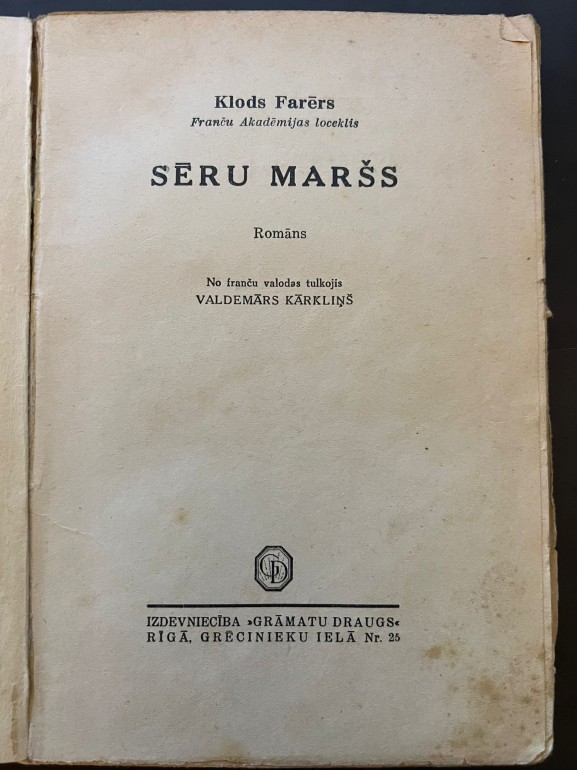 Klods Farērs
Franču Akadēmijas loceklis
SĒRU MARŠS
Romāns
No franču valodas tulkojis
VALDEMĀRS KĀRKLIŅŠ
GD
IZDEVNIECĪBA »GRĀMATU DRAUGS«
RĪGĀ, GRĒCINIEKU IELĀ Nr. 25